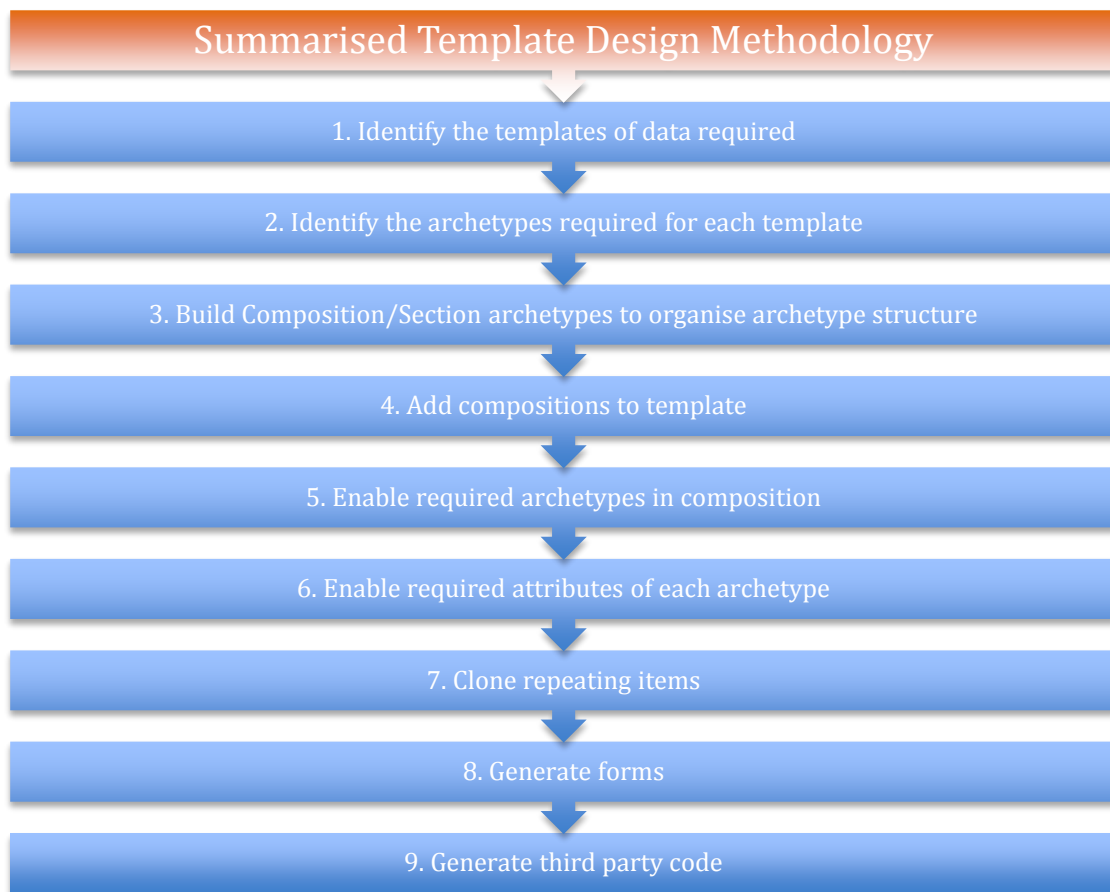 Summarised Template Design Methodology
1. Identify the templates of data required
2. Identify the archetypes required for each template
3. Build Composition/Section archetypes to organise archetype structure
4. Add compositions to template
5. Enable required archetypes in composition
6. Enable required attributes of each archetype
7. Clone repeating items
8. Generate forms
9. Generate third party code